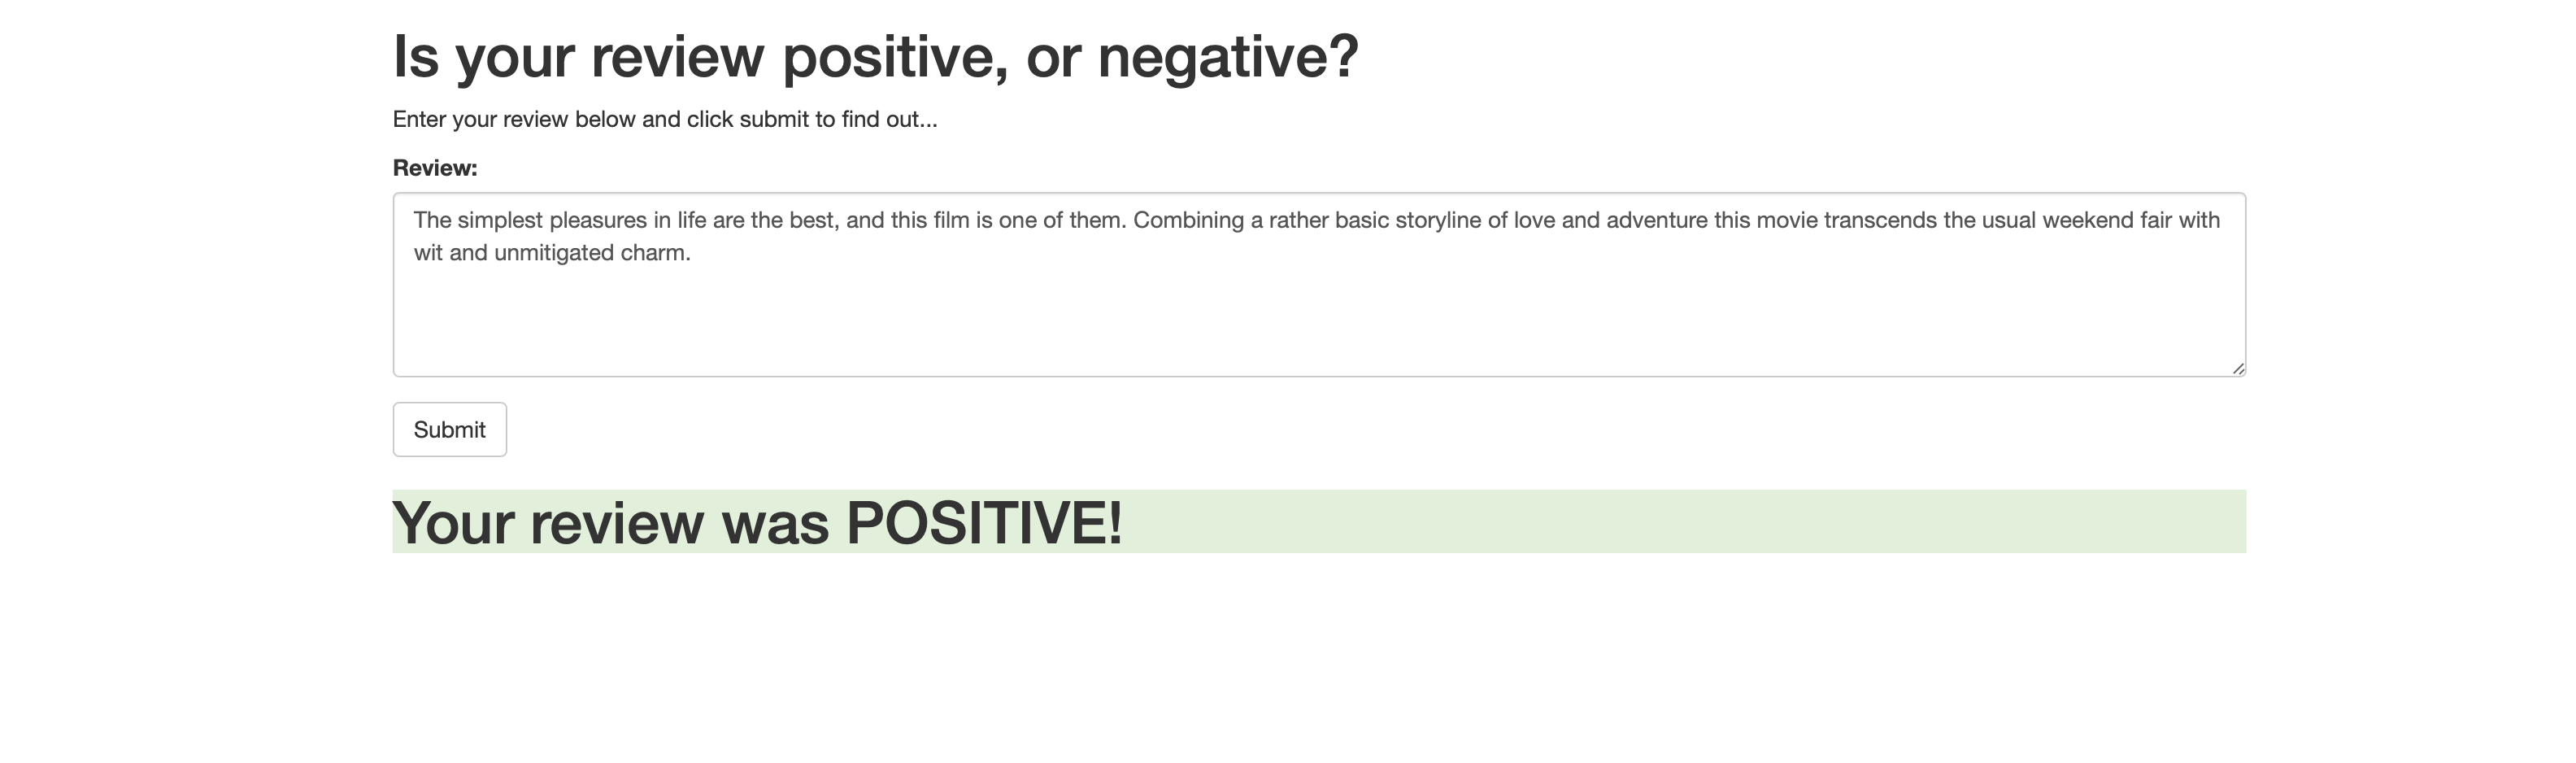 Is your review positive, or negative?
Enter your review below and click submit to find out...
Review:
The simplest pleasures in life are the best, and this film is one of them. Combining a rather basic storyline of love and adventure this movie transcends the usual weekend fair with
wit and unmitigated charm.
Submit
Your review was POSITIVE!